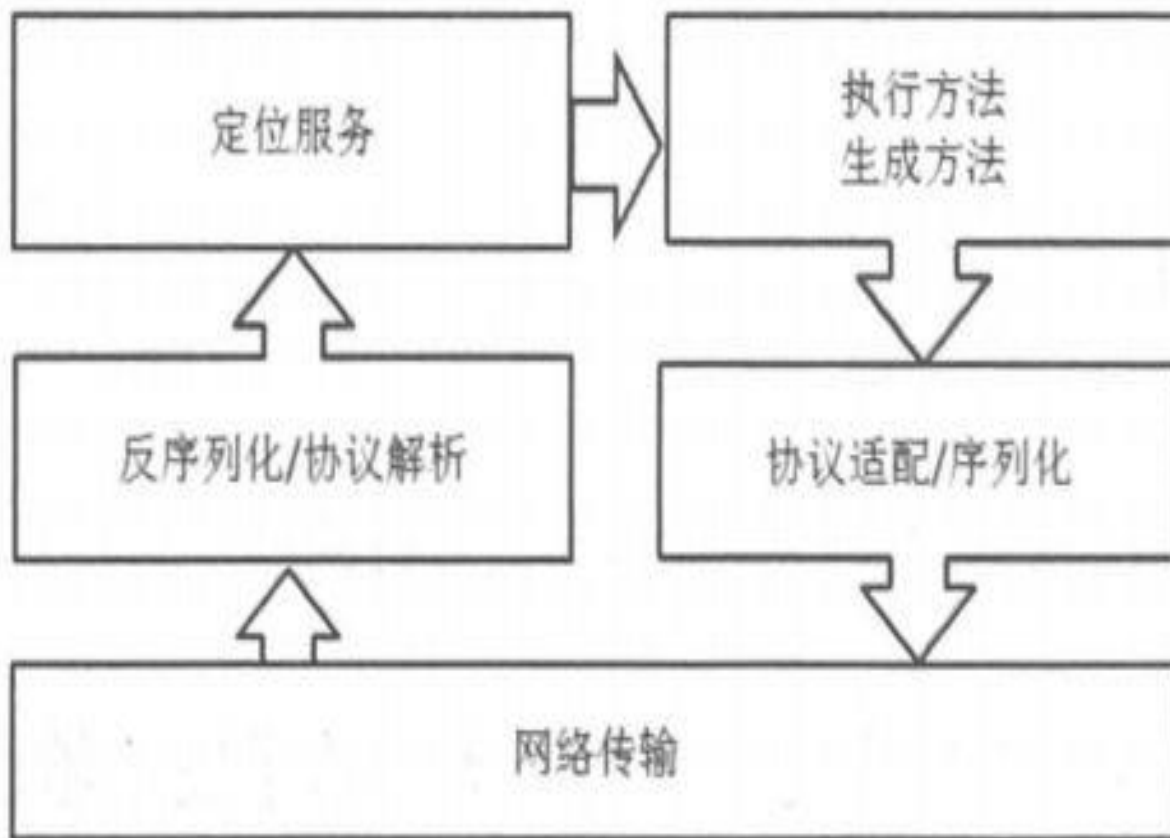 定位服务
执行方法
生成方法
反序列化/协议解析
协议适配/序列化
网络传输